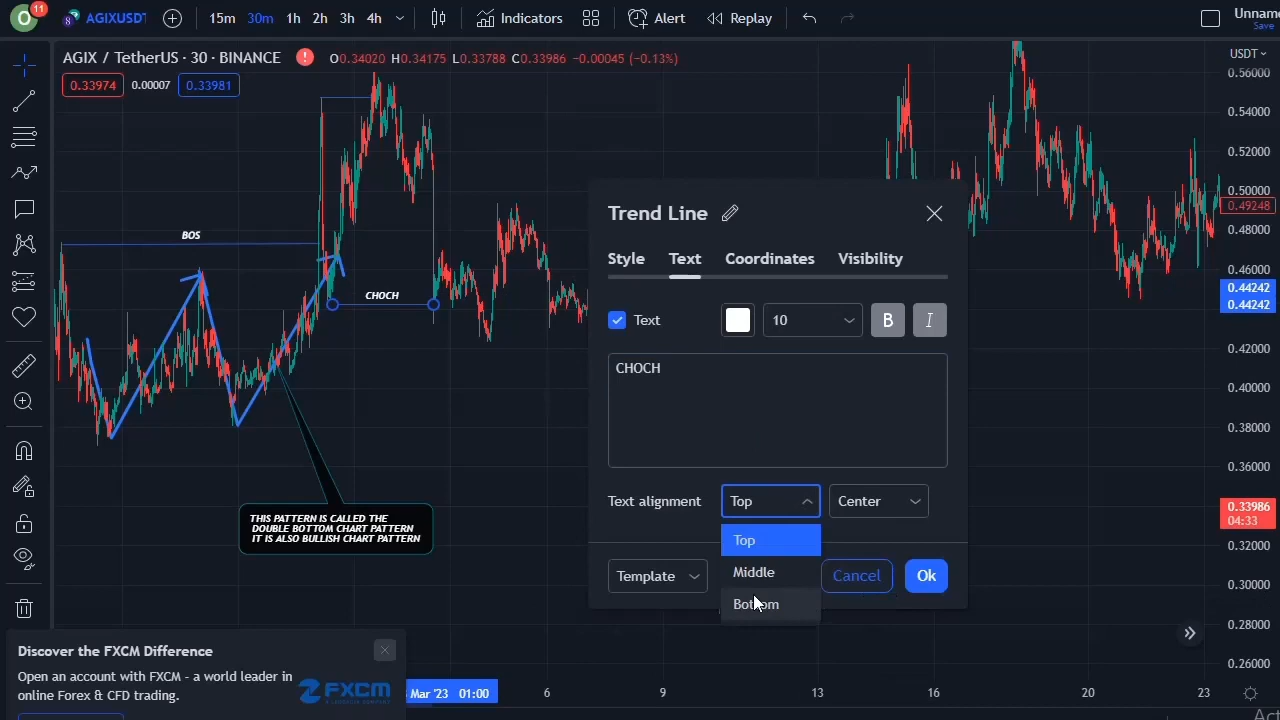 O
11
AGIXUSDT
15m 30m 1h 2h 3h 4h
Indicators
Alert
Replay
Unnam
Save
AGIX / TetherUS · 30 · BINANCE
O0.34020 H0.34175 L0.33788 C0.33986 -0.00045 (-0.13%)
0.33974 0.00007 0.33981
USDT
0.56000
0.54000
0.52000
0.50000
0.49248
0.48000
0.46000
0.44242
0.44242
0.42000
0.40000
0.38000
0.36000
0.33986
04:33
0.32000
0.30000
0.28000
0.26000
BOS
CHOCH
THIS PATTERN IS CALLED THE
DOUBLE BOTTOM CHART PATTERN
IT IS ALSO BULLISH CHART PATTERN
Trend Line
Style Text Coordinates Visibility
Text
10
B I
CHOCH
Text alignment
Top
Center
Top
Middle
Bottom
Template
Cancel
Ok
Discover the FXCM Difference
Open an account with FXCM - a world leader in
online Forex & CFD trading.
FXCM
Mar '23 01:00
6 9 13 16 20 23